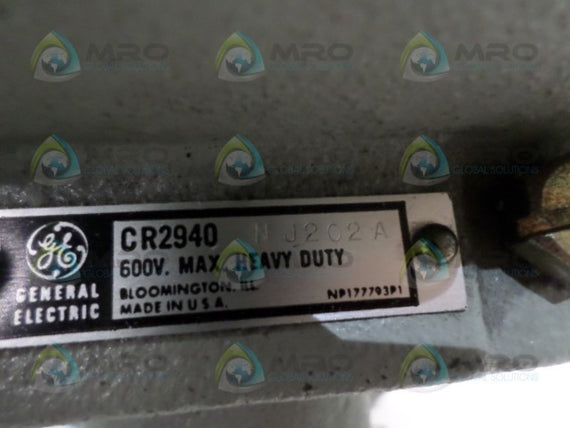 CR2940 NJ202A
600V. MAX. HEAVY DUTY
BLOOMINGTON, ILL.
MADE IN U.S.A.
NP177793P1
GE
GENERAL
ELECTRIC
MRO
GLOBAL SOLUTIONS